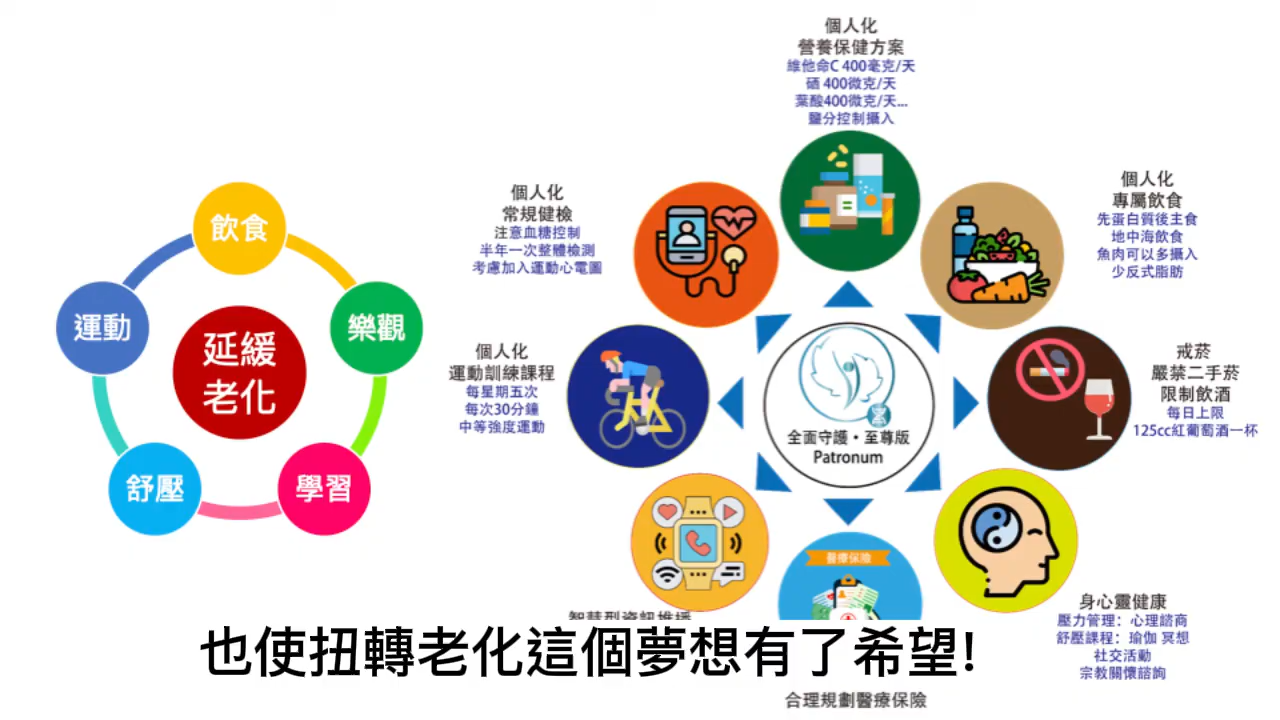 飲食
運動
樂觀
延緩
老化
舒壓
學習
個人化
營養保健方案
維他命C 400毫克/天
硒 400微克/天
葉酸400微克/天...
鹽分控制攝入
個人化
常規健檢
注意血糖控制
半年一次整體檢測
考慮加入運動心電圖
個人化
專屬飲食
先蛋白質後主食
地中海飲食
魚肉可以多攝入
少反式脂肪
個人化
運動訓練課程
每星期五次
每次30分鐘
中等強度運動
全面守護・至尊版
Patronum
戒菸
嚴禁二手菸
限制飲酒
每日上限
125cc紅葡萄酒一杯
醫療保險
智慧型資訊推播
身心靈健康
壓力管理：心理諮商
舒壓課程：瑜伽 冥想
社交活動
宗教關懷諮詢
也使扭轉老化這個夢想有了希望!
合理規劃醫療保險